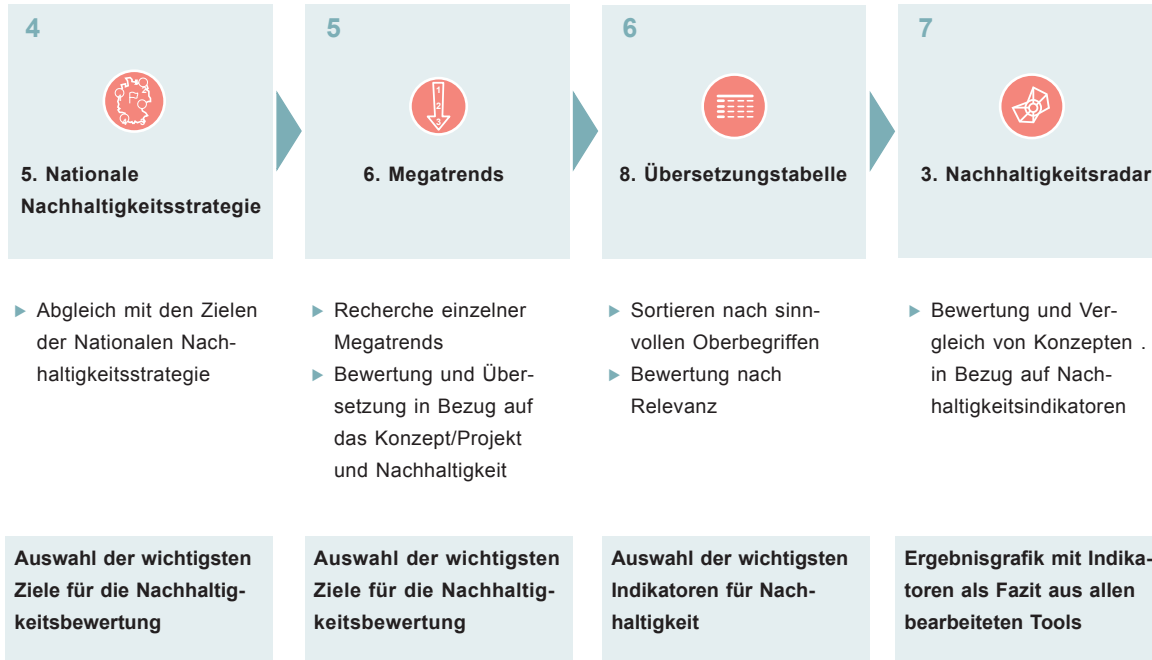 4
5. Nationale
Nachhaltigkeitsstrategie
▶ Abgleich mit den Zielen
der Nationalen Nach-
haltigkeitsstrategie
Auswahl der wichtigsten
Ziele für die Nachhaltig-
keitsbewertung
5
1
2
3
6. Megatrends
▶ Recherche einzelner
Megatrends
▶ Bewertung und Über-
setzung in Bezug auf
das Konzept/Projekt
und Nachhaltigkeit
Auswahl der wichtigsten
Ziele für die Nachhaltig-
keitsbewertung
6
8. Übersetzungstabelle
▶ Sortieren nach sinn-
vollen Oberbegriffen
▶ Bewertung nach
Relevanz
Auswahl der wichtigsten
Indikatoren für Nach-
haltigkeit
7
3. Nachhaltigkeitsradar
▶ Bewertung und Ver-
gleich von Konzepten .
in Bezug auf Nach-
haltigkeitsindikatoren
Ergebnisgrafik mit Indika-
toren als Fazit aus allen
bearbeiteten Tools